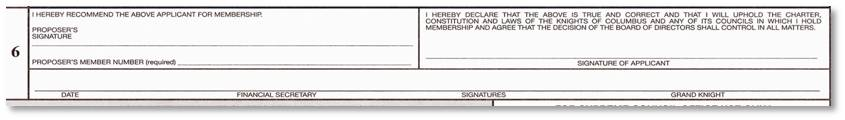 I HEREBY RECOMMEND THE ABOVE APPLICANT FOR MEMBERSHIP.
PROPOSER'S
SIGNATURE
PROPOSER'S MEMBER NUMBER (required)
I HEREBY DECLARE THAT THE ABOVE IS TRUE AND CORRECT AND THAT I WILL UPHOLD THE CHARTER,
CONSTITUTION AND LAWS OF THE KNIGHTS OF COLUMBUS AND ANY OF ITS COUNCILS IN WHICH I HOLD
MEMBERSHIP AND AGREE THAT THE DECISION OF THE BOARD OF DIRECTORS SHALL CONTROL IN ALL MATTERS.
SIGNATURE OF APPLICANT
6
DATE FINANCIAL SECRETARY SIGNATURES GRAND KNIGHT